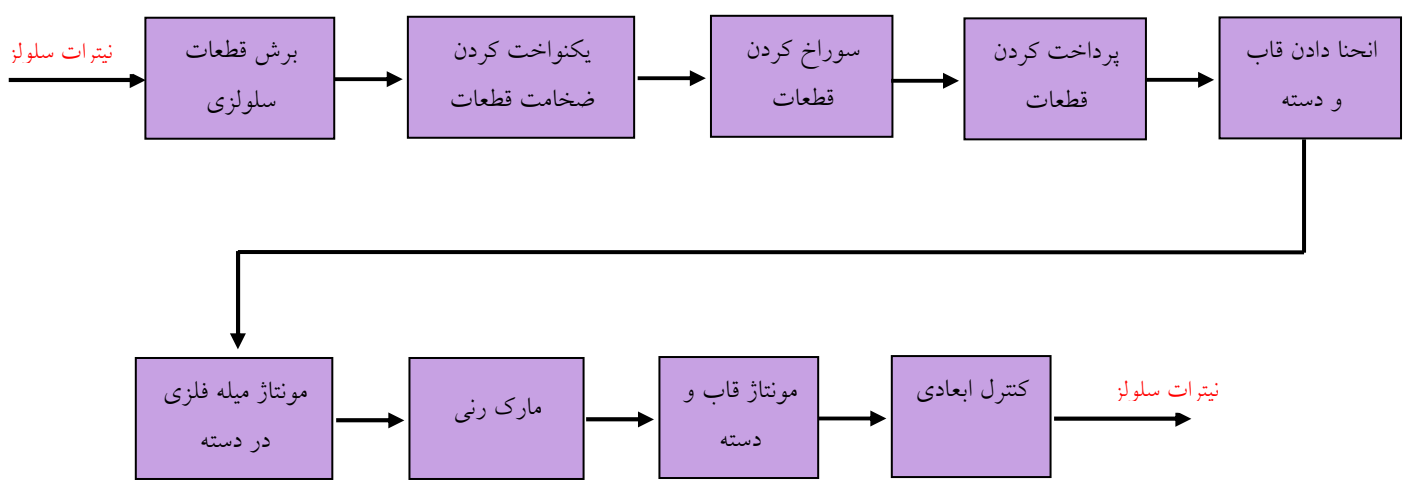 نیترات سلولز
برش قطعات
سلولزی
یکنواخت کردن
ضخامت قطعات
سوراخ کردن
قطعات
پرداخت کردن
قطعات
انحنا دادن قاب
و دسته
مونتاژ میله فلزی
در دسته
مارک رنی
مونتاژ قاب و
دسته
کنترل ابعادی
نیترات سلولز